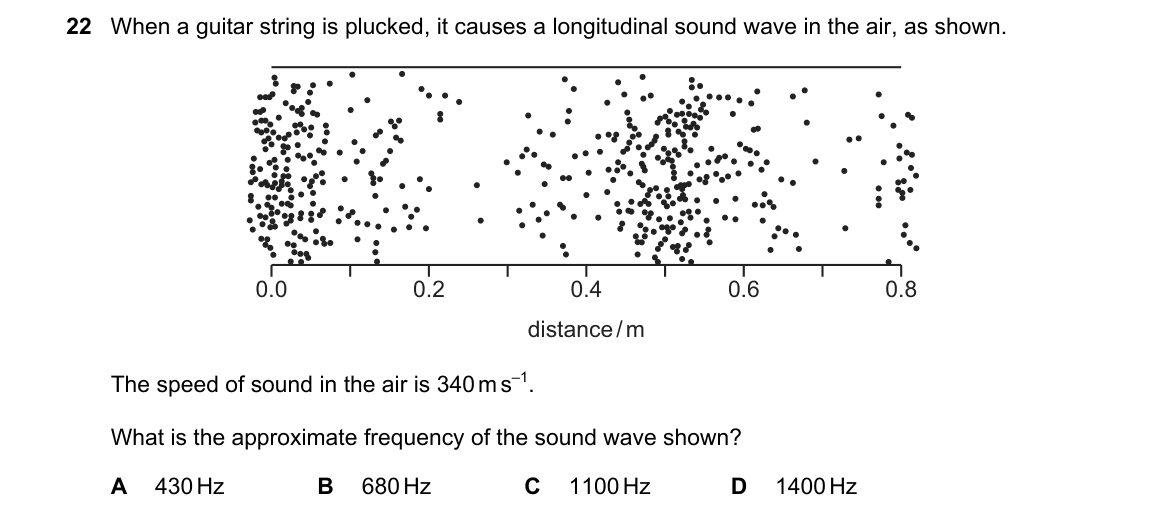 22 When a guitar string is plucked, it causes a longitudinal sound wave in the air, as shown.
0.0 0.2 0.4 0.6 0.8
distance / m
The speed of sound in the air is 340 m s⁻¹.
What is the approximate frequency of the sound wave shown?
A 430 Hz B 680 Hz C 1100 Hz D 1400 Hz